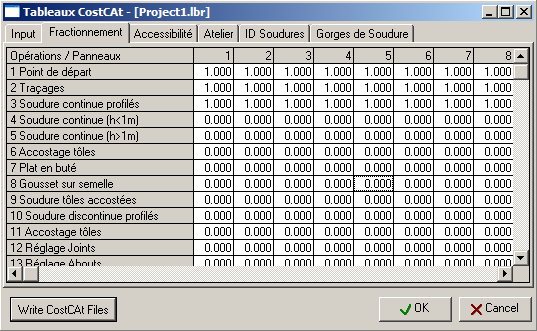 Tableaux CostCAt - [Project1.lbr]
Input Fractionnement Accessibilité Atelier ID Soudures Gorges de Soudure
Opérations / Panneaux 1 2 3 4 5 6 7 8
1 Point de départ 1.000 1.000 1.000 1.000 1.000 1.000 1.000 1.000
2 Traçages 1.000 1.000 1.000 1.000 1.000 1.000 1.000 1.000
3 Soudure continue profilés 1.000 1.000 1.000 1.000 1.000 1.000 1.000 1.000
4 Soudure continue (h<1m) 0.000 0.000 0.000 0.000 0.000 0.000 0.000 0.000
5 Soudure continue (h>1m) 0.000 0.000 0.000 0.000 0.000 0.000 0.000 0.000
6 Accostage tôles 0.000 0.000 0.000 0.000 0.000 0.000 0.000 0.000
7 Plat en buté 0.000 0.000 0.000 0.000 0.000 0.000 0.000 0.000
8 Gousset sur semelle 0.000 0.000 0.000 0.000 0.000 0.000 0.000 0.000
9 Soudure tôles accostées 0.000 0.000 0.000 0.000 0.000 0.000 0.000 0.000
10 Soudure discontinue profilés 0.000 0.000 0.000 0.000 0.000 0.000 0.000 0.000
11 Accostage tôles 0.000 0.000 0.000 0.000 0.000 0.000 0.000 0.000
12 Réglage Joints 0.000 0.000 0.000 0.000 0.000 0.000 0.000 0.000
13 Réglage Abouts 0.000 0.000 0.000 0.000 0.000 0.000 0.000 0.000
Write CostCAt Files OK Cancel